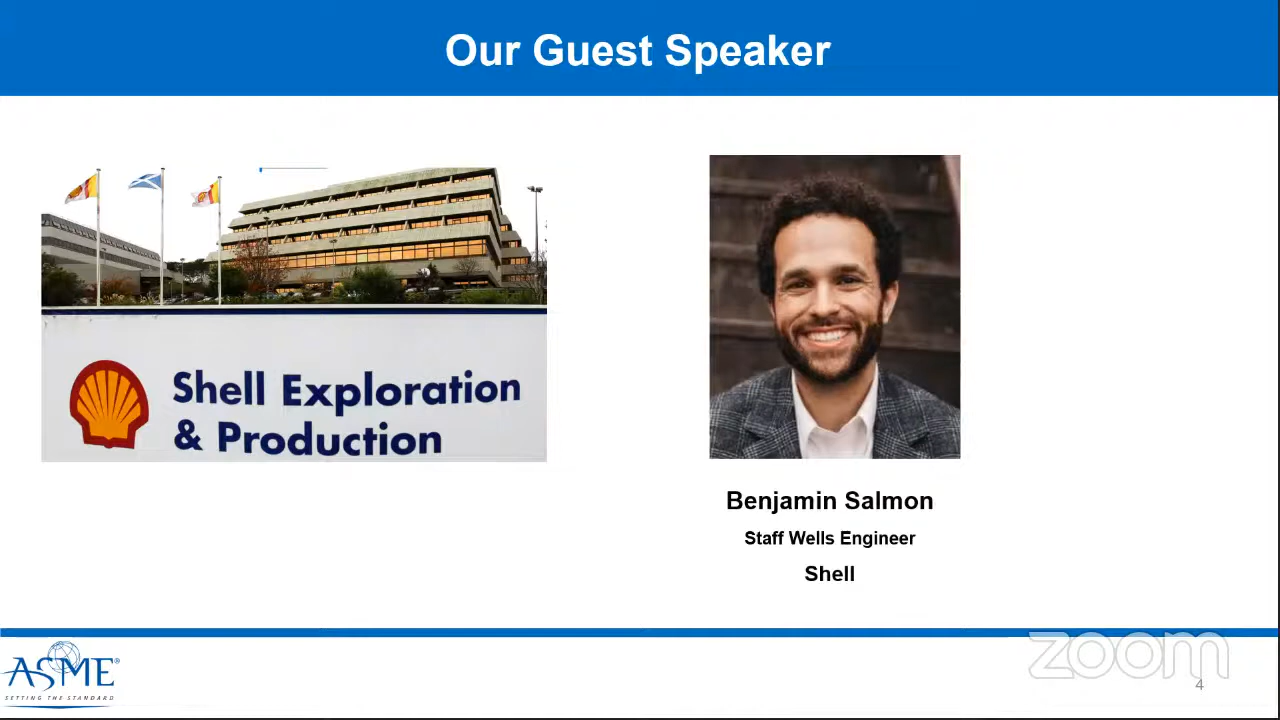 Our Guest Speaker
Shell Exploration
& Production
Benjamin Salmon
Staff Wells Engineer
Shell
ASME®
SETTING THE STANDARD
zoom
4